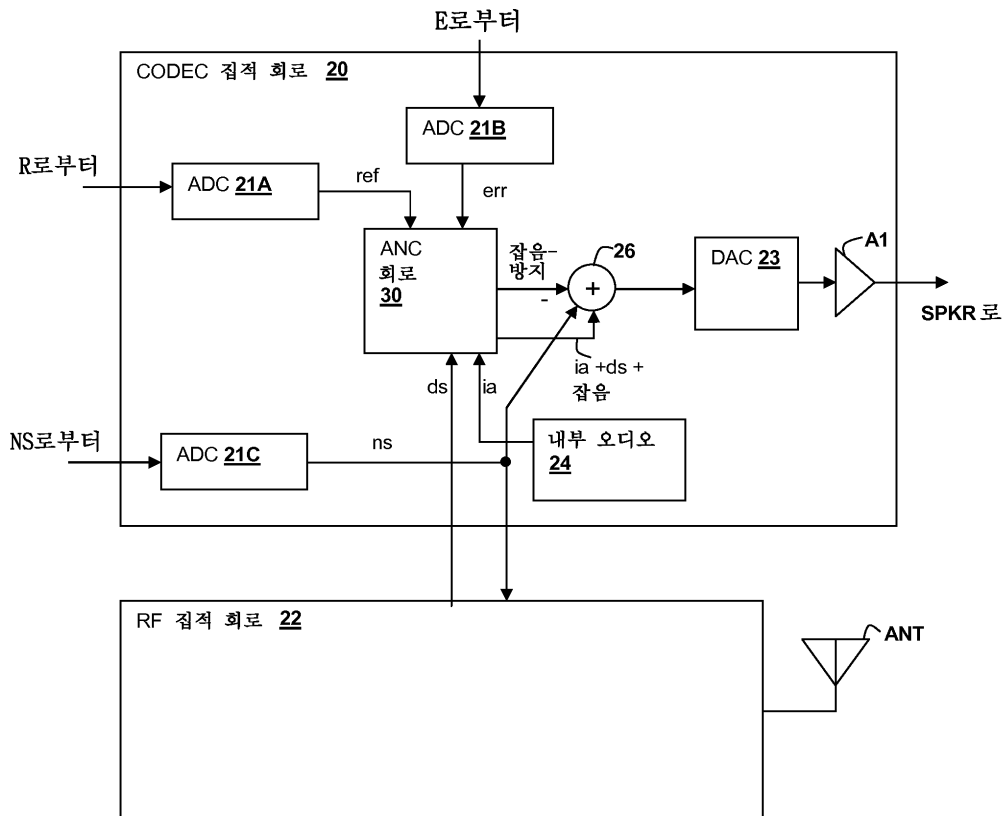 E로부터
CODEC 집적 회로 20
ADC 21B
R로부터
ADC 21A
ref
err
ANC
회로
30
잡음-
방지
-
26
+
DAC 23
A1
SPKR 로
ia +ds +
잡음
ds
ia
NS로부터
ADC 21C
ns
내부 오디오
24
RF 집적 회로 22
ANT